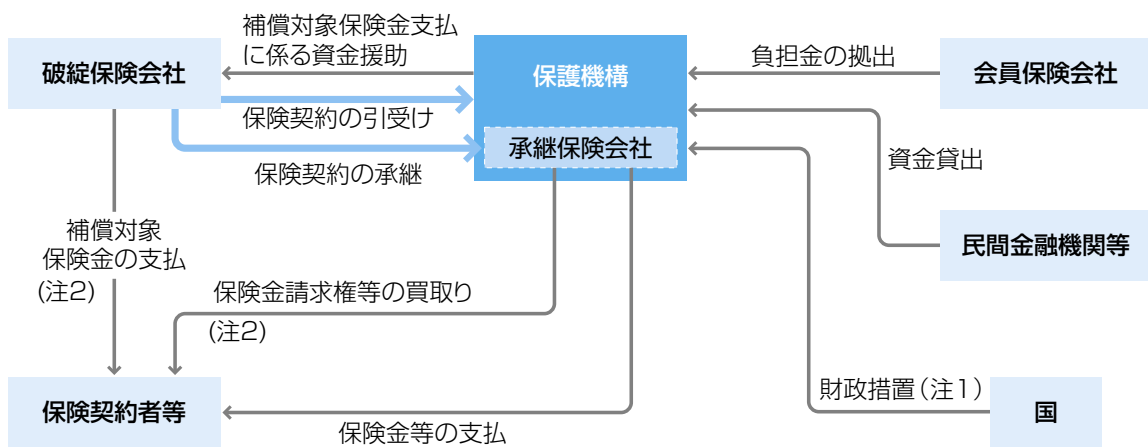 補償対象保険金支払
に係る資金援助
破綻保険会社
保護機構
負担金の拠出
会員保険会社
保険契約の引受け
承継保険会社
保険契約の承継
資金貸出
補償対象
保険金の支払
(注2)
民間金融機関等
保険金請求権等の買取り
(注2)
保険契約者等
保険金等の支払
財政措置(注1)
国